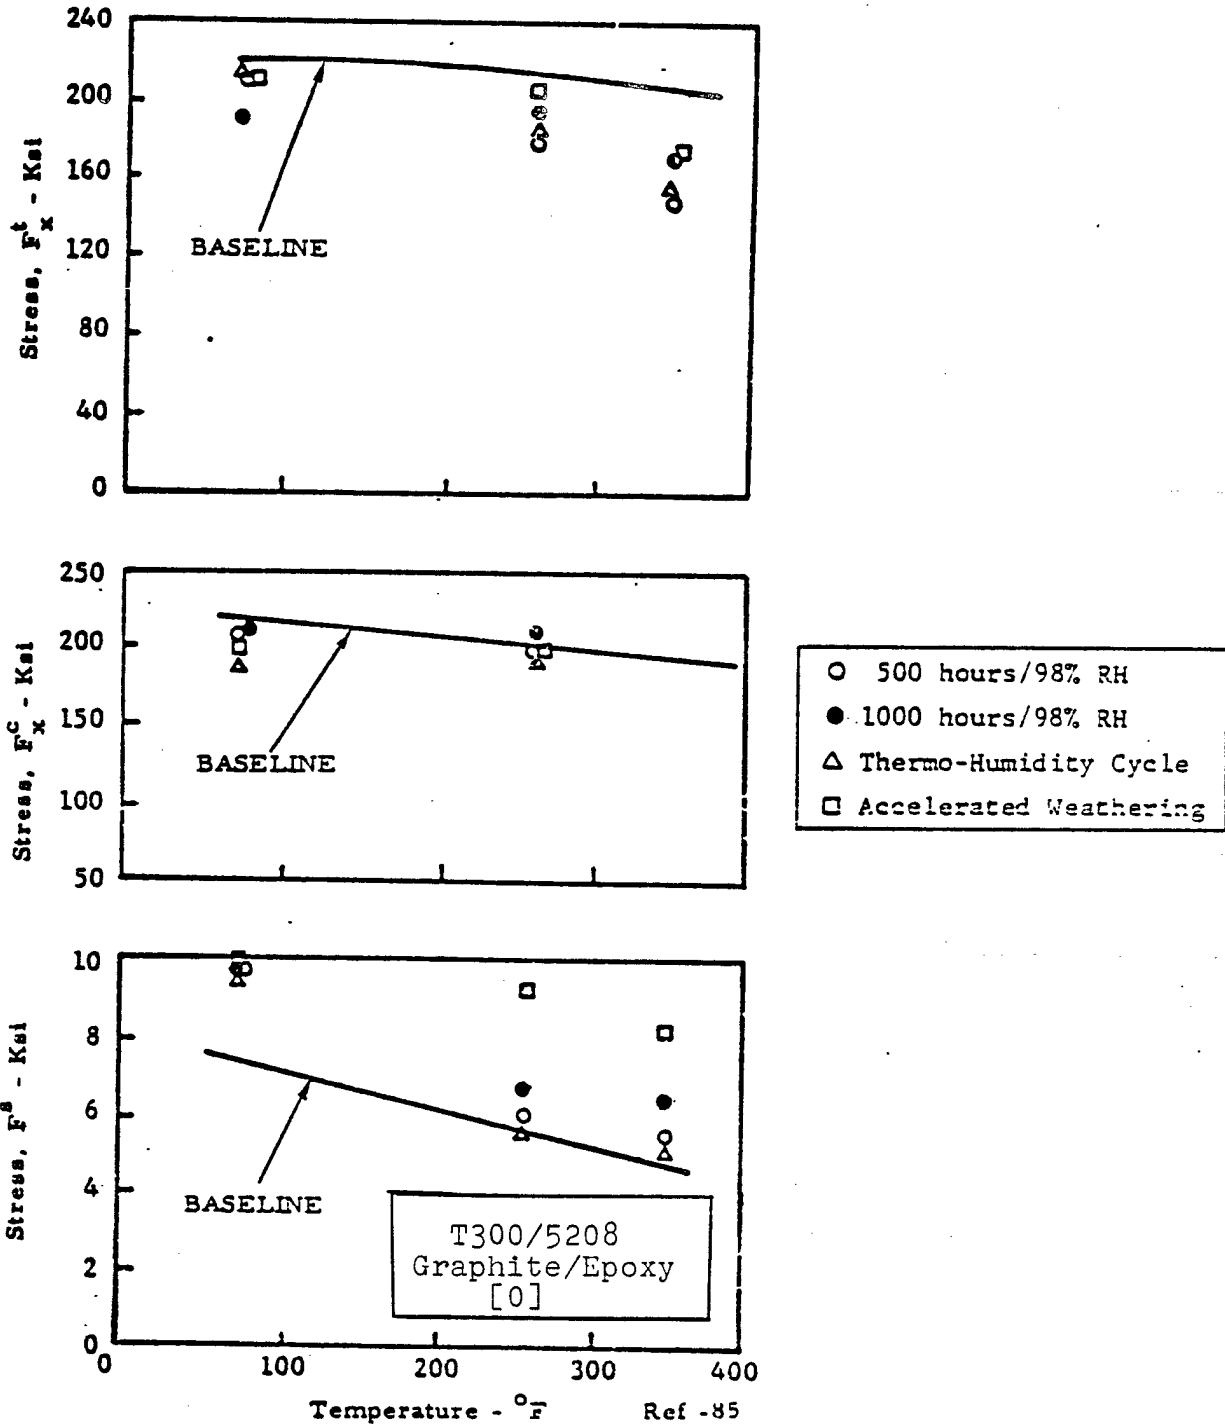 240
200
160
120
80
40
0
Stress, F^t_x - Ksi
BASELINE
250
200
150
100
50
Stress, F^c_x - Ksi
BASELINE
500 hours/98% RH
1000 hours/98% RH
Thermo-Humidity Cycle
Accelerated Weathering
10
8
6
4
2
0
Stress, F^s - Ksi
BASELINE
T300/5208
Graphite/Epoxy
[0]
0 100 200 300 400
Temperature - °F
Ref -85